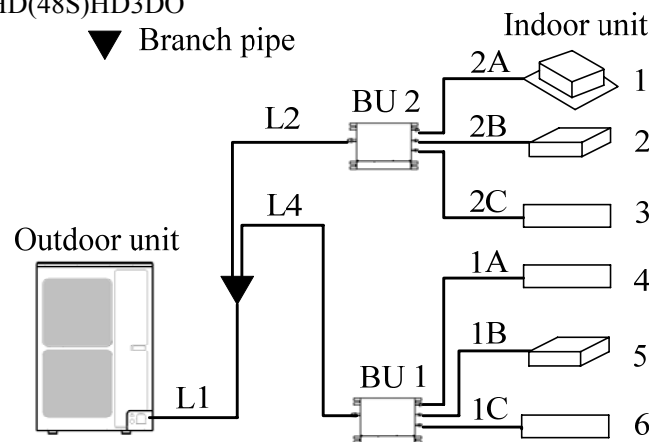 HD(48S)HD3DO
Branch pipe
Indoor unit
2A
1
BU 2
L2
2B
2
L4
2C
3
Outdoor unit
1A
4
1B
5
BU 1
L1
1C
6